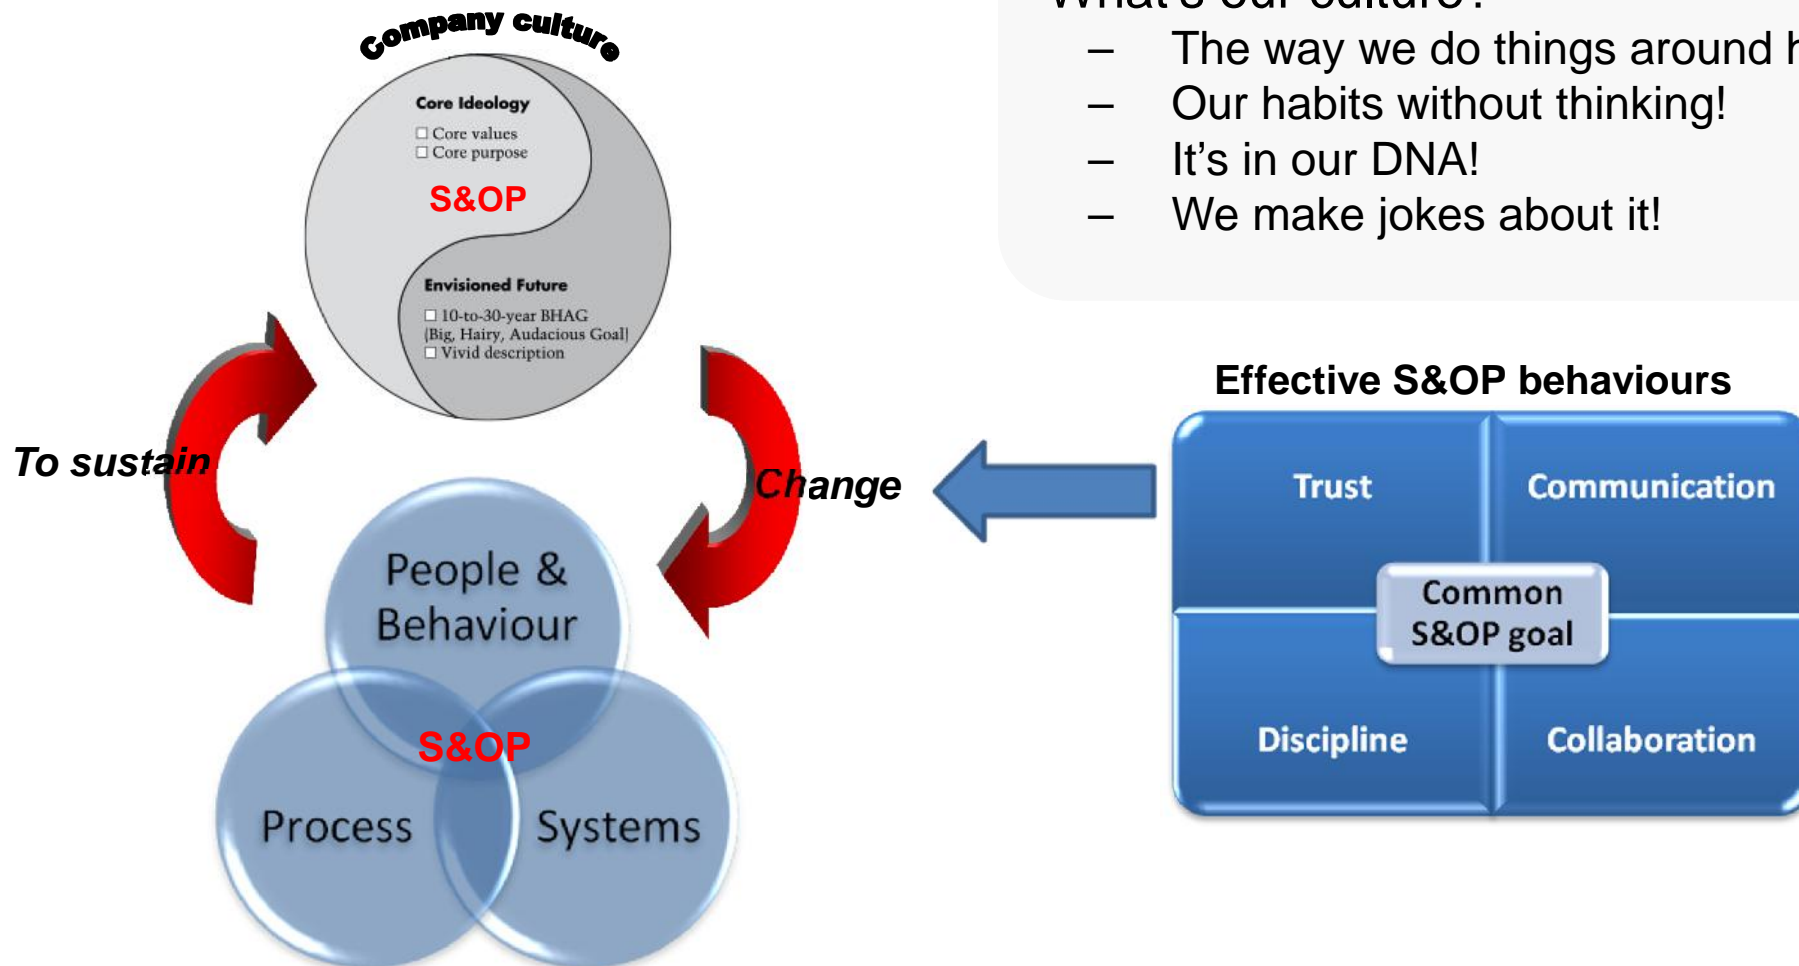 Company culture
Core Ideology
☐ Core values
☐ Core purpose
S&OP
Envisioned Future
☐ 10-to-30-year BHAG
(Big, Hairy, Audacious Goal)
☐ Vivid description
To sustain
Change
People &
Behaviour
S&OP
Process
Systems
What's our culture?
– The way we do things around
– Our habits without thinking!
– It's in our DNA!
– We make jokes about it!
Effective S&OP behaviours
Trust
Communication
Common
S&OP goal
Discipline
Collaboration